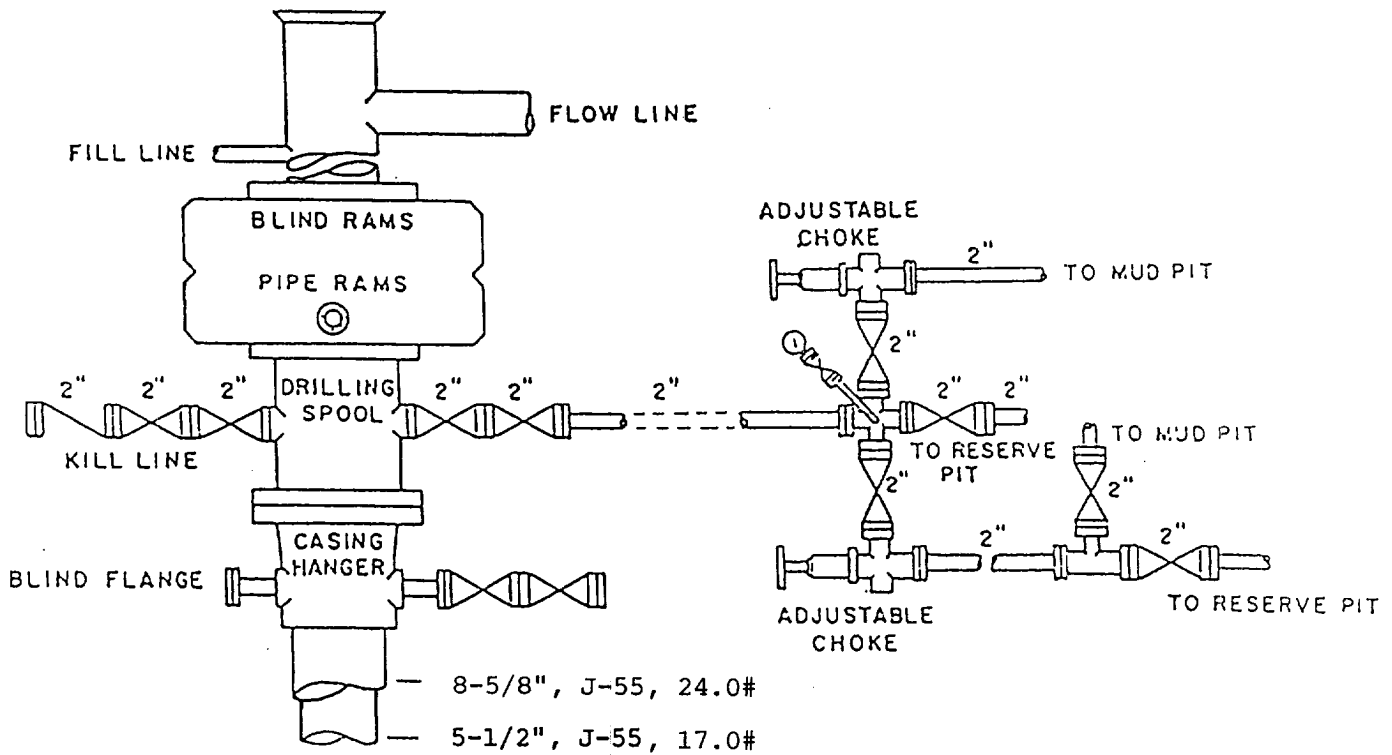 FLOW LINE
FILL LINE
BLIND RAMS
PIPE RAMS
ADJUSTABLE
CHOKE
2"
TO MUD PIT
2"
2" 2" 2"
DRILLING
SPOOL
2" 2"
2"
2" 2"
KILL LINE
TO RESERVE
PIT
TO MUD PIT
2"
2"
CASING
HANGER
BLIND FLANGE
2"
2"
TO RESERVE PIT
ADJUSTABLE
CHOKE
8-5/8", J-55, 24.0#
5-1/2", J-55, 17.0#